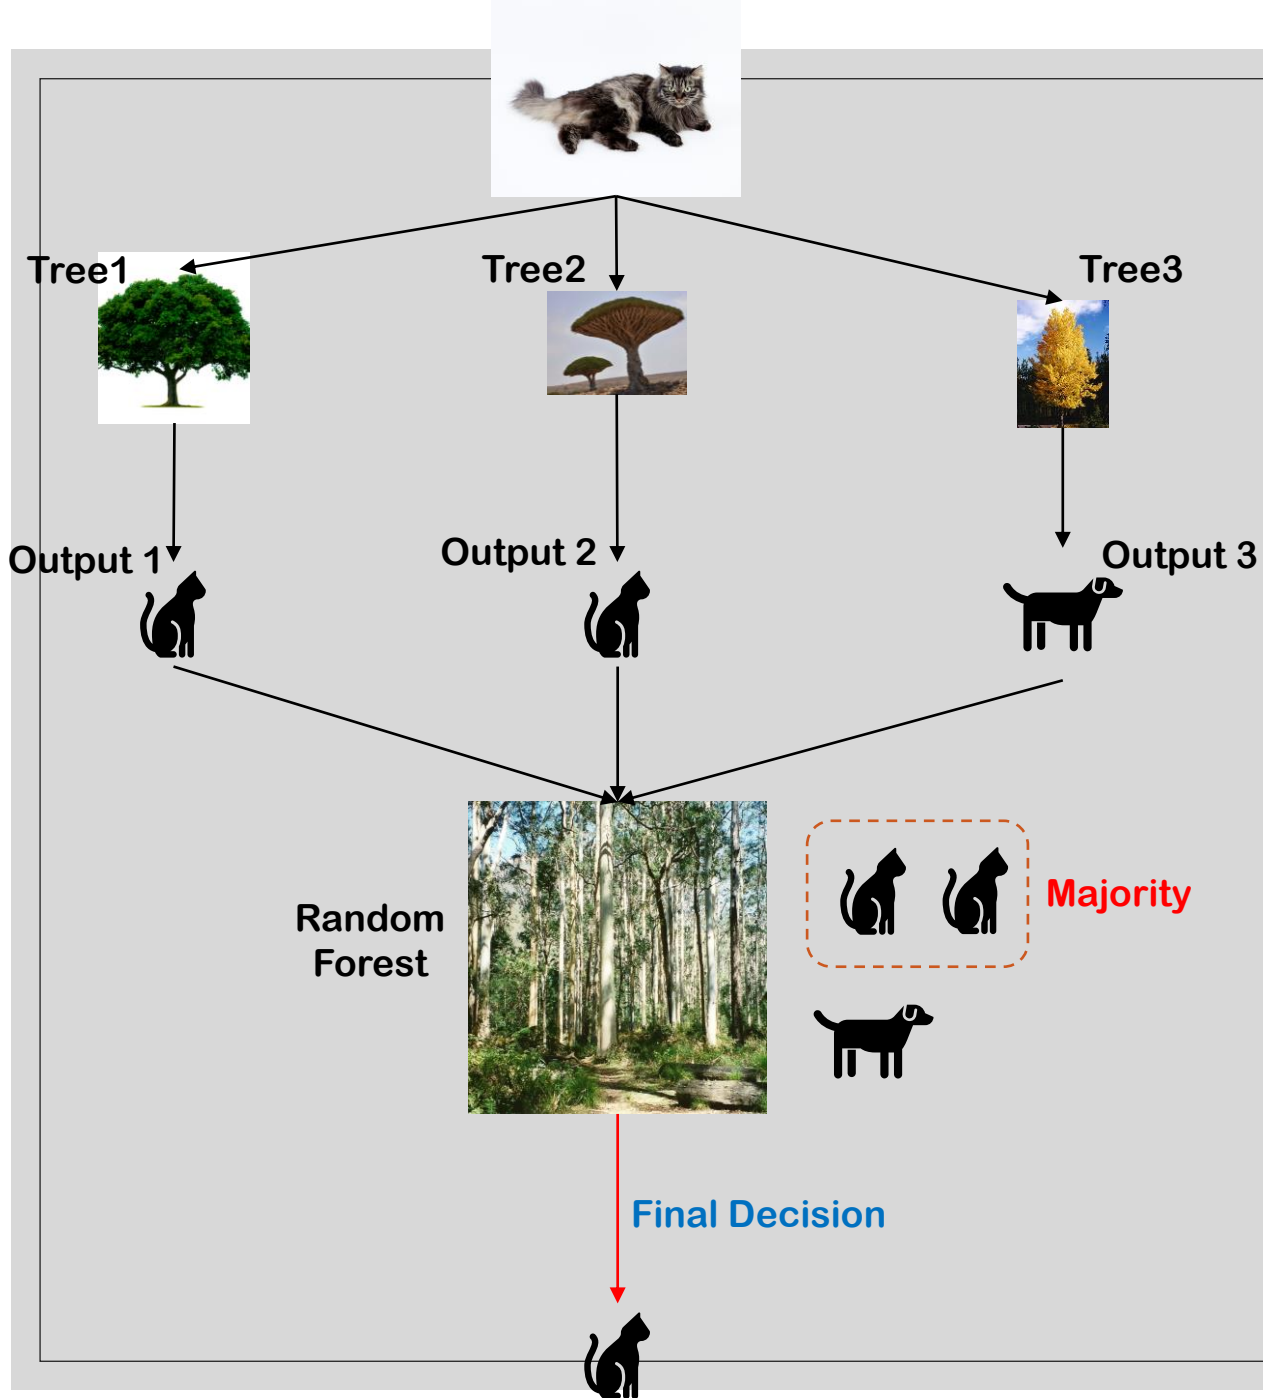 Tree1
Tree2
Tree3
Output 1
Output 2
Output 3
Random
Forest
Majority
Final Decision